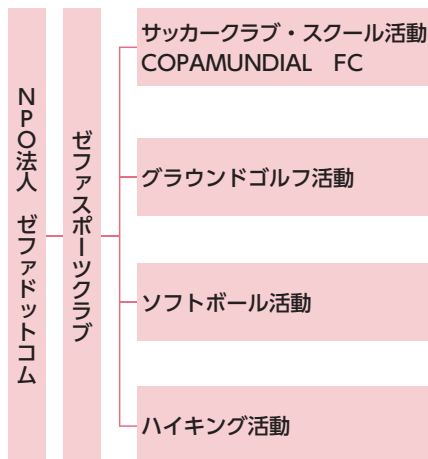 NPO法人　ゼファドットコム
ゼファスポーツクラブ
サッカークラブ・スクール活動
COPAMUNDIAL　FC
グラウンドゴルフ活動
ソフトボール活動
ハイキング活動